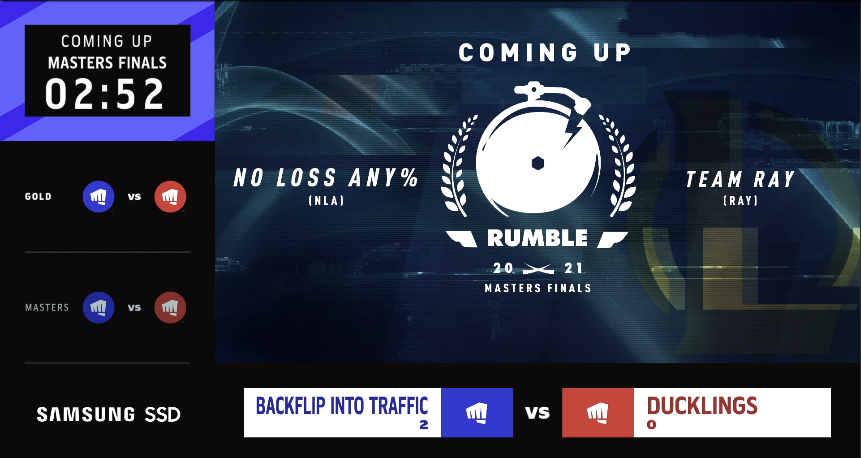 COMING UP
MASTERS FINALS
02:52
GOLD VS
MASTERS VS
SAMSUNG SSD
COMING UP
NO LOSS ANY%
(NLA)
TEAM RAY
(RAY)
RUMBLE
20 21
MASTERS FINALS
BACKFLIP INTO TRAFFIC
2
VS
DUCKLINGS
0